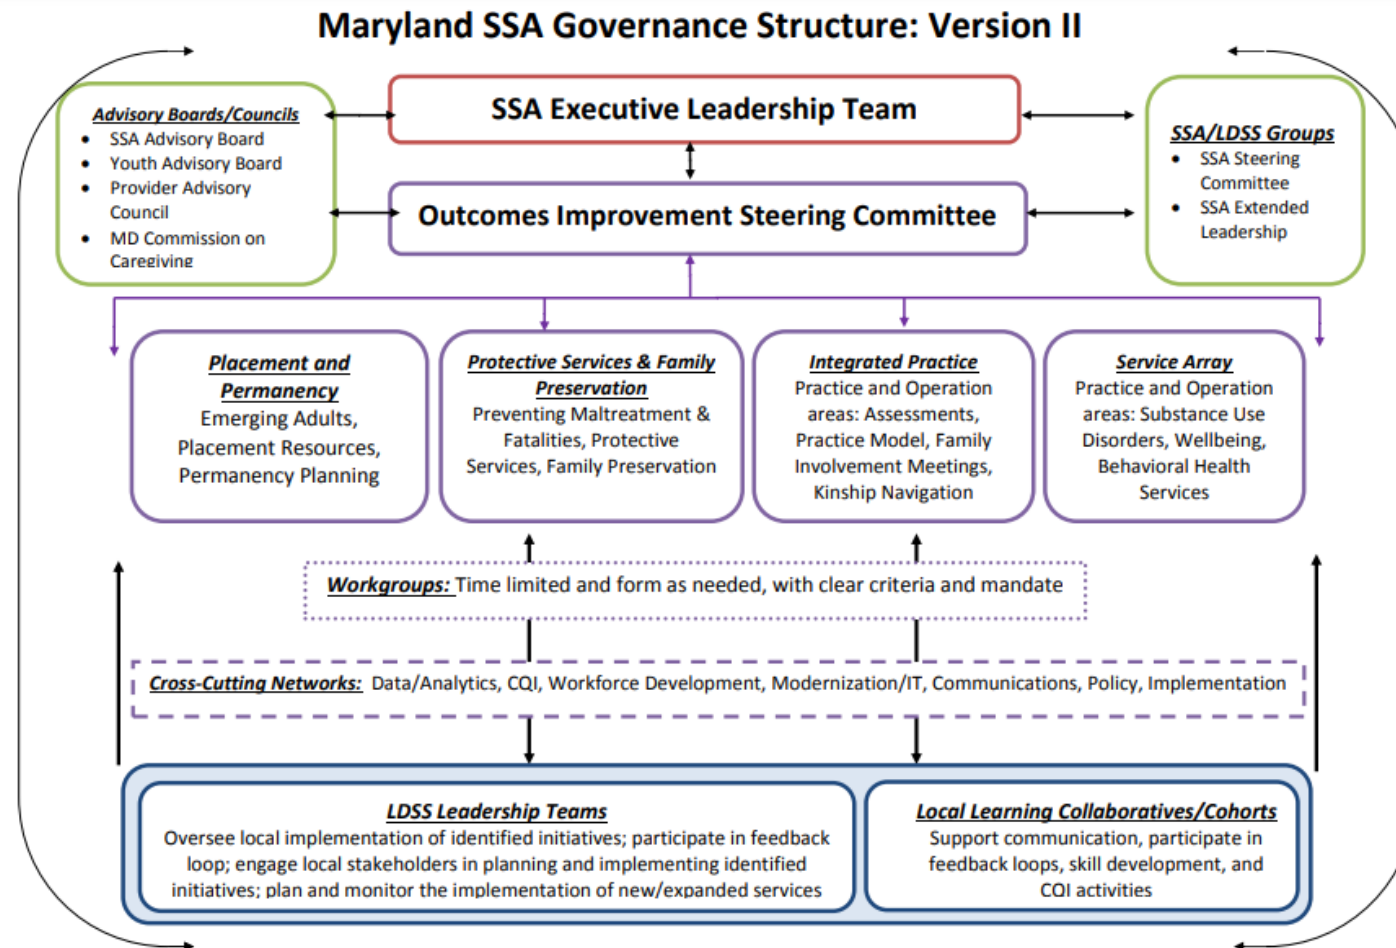 Maryland SSA Governance Structure: Version II
Advisory Boards/Councils
• SSA Advisory Board
• Youth Advisory Board
• Provider Advisory
Council
• MD Commission on
Caregiving
SSA Executive Leadership Team
Outcomes Improvement Steering Committee
SSA/LDSS Groups
• SSA Steering
Committee
• SSA Extended
Leadership
Placement and
Permanency
Emerging Adults,
Placement Resources,
Permanency Planning
Protective Services & Family
Preservation
Preventing Maltreatment &
Fatalities, Protective
Services, Family Preservation
Integrated Practice
Practice and Operation
areas: Assessments,
Practice Model, Family
Involvement Meetings,
Kinship Navigation
Service Array
Practice and Operation
areas: Substance Use
Disorders, Wellbeing,
Behavioral Health
Services
Workgroups: Time limited and form as needed, with clear criteria and mandate
Cross-Cutting Networks: Data/Analytics, CQI, Workforce Development, Modernization/IT, Communications, Policy, Implementation
LDSS Leadership Teams
Oversee local implementation of identified initiatives; participate in feedback
loop; engage local stakeholders in planning and implementing identified
initiatives; plan and monitor the implementation of new/expanded services
Local Learning Collaboratives/Cohorts
Support communication, participate in
feedback loops, skill development, and
CQI activities